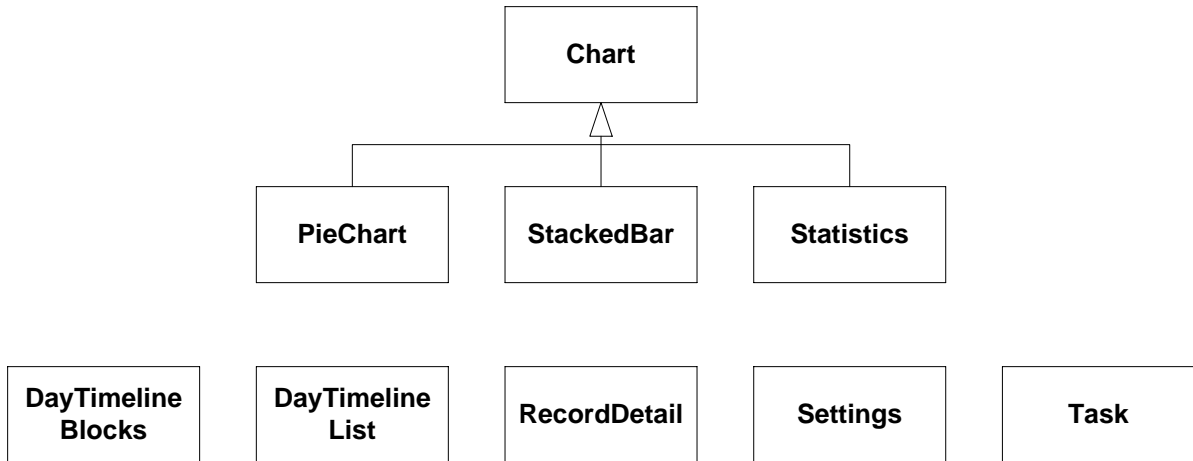 Chart
PieChart
StackedBar
Statistics
DayTimeline
Blocks
DayTimeline
List
RecordDetail
Settings
Task